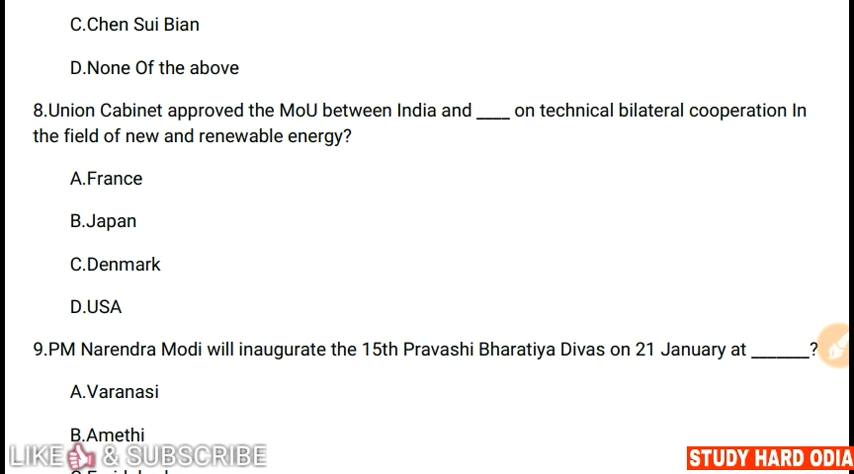 C.Chen Sui Bian
D.None Of the above
8.Union Cabinet approved the MoU between India and ____ on technical bilateral cooperation In
the field of new and renewable energy?
A.France
B.Japan
C.Denmark
D.USA
9.PM Narendra Modi will inaugurate the 15th Pravashi Bharatiya Divas on 21 January at ______?
A.Varanasi
B.Amethi
LIKE & SUBSCRIBE
STUDY HARD ODIA